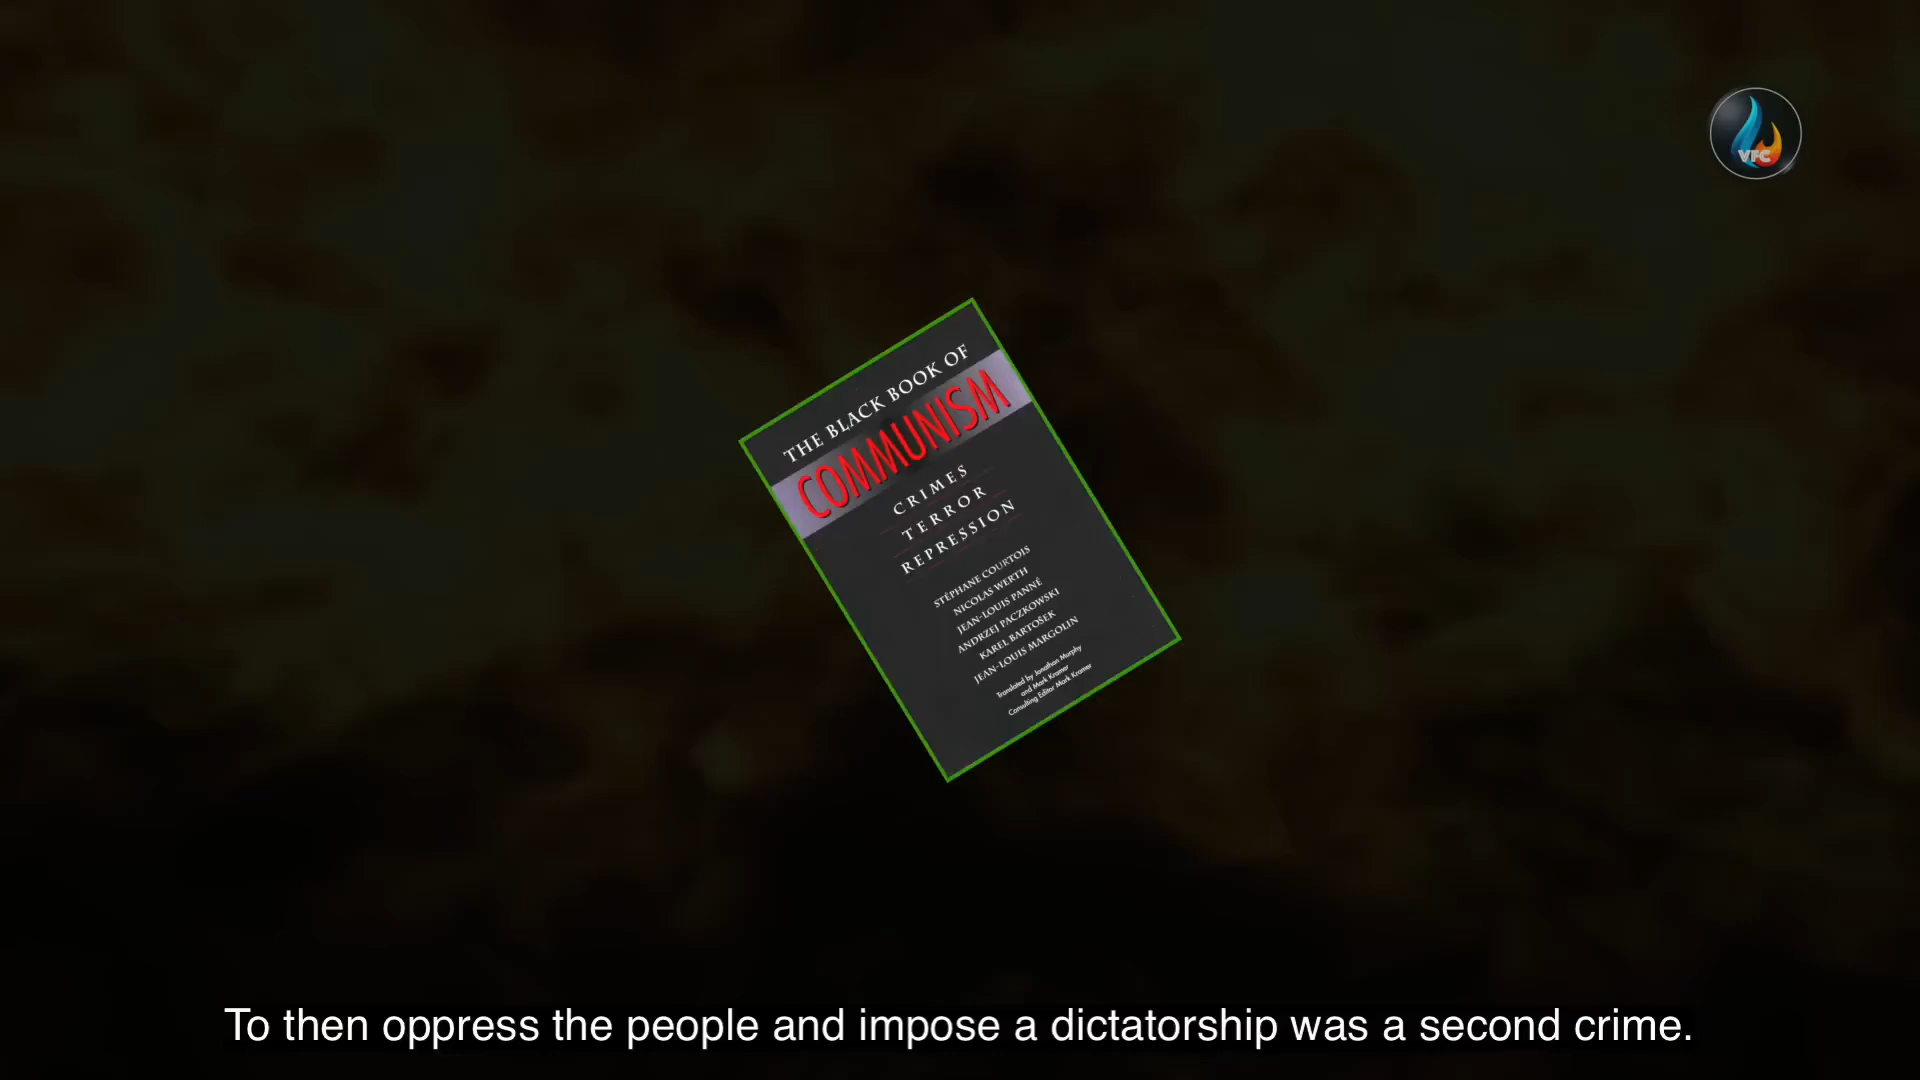 VFC
THE BLACK BOOK OF
COMMUNISM
CRIMES
TERROR
REPRESSION
STÉPHANE COURTOIS
NICOLAS WERTH
JEAN-LOUIS PANNÉ
ANDRZEJ PACZKOWSKI
KAREL BARTOŠEK
JEAN-LOUIS MARGOLIN
Translated by Jonathan Murphy
and Mark Kramer
Consulting Editor Mark Kramer
To then oppress the people and impose a dictatorship was a second crime.